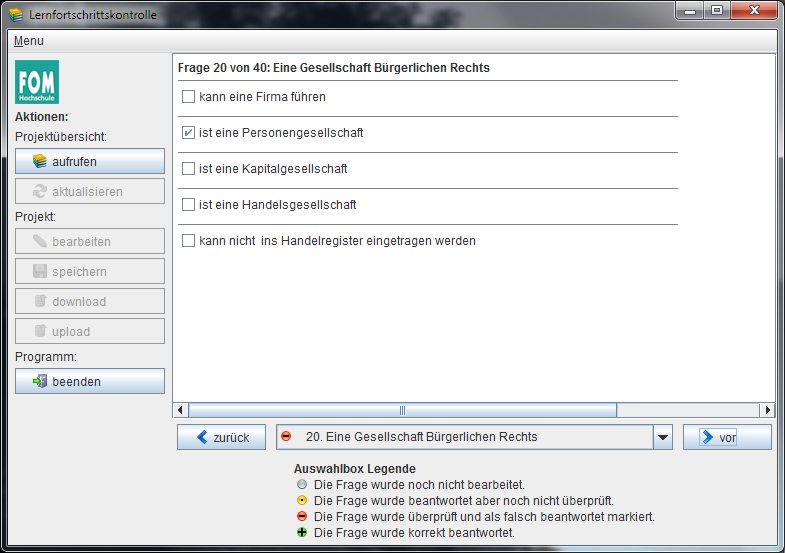 Lernfortschrittskontrolle
Menu
FOM
Hochschule
Aktionen:
Projektübersicht:
aufrufen
aktualisieren
Projekt:
bearbeiten
speichern
download
upload
Programm:
beenden
Frage 20 von 40: Eine Gesellschaft Bürgerlichen Rechts
kann eine Firma führen
ist eine Personengesellschaft
ist eine Kapitalgesellschaft
ist eine Handelsgesellschaft
kann nicht ins Handelregister eingetragen werden
zurück
20. Eine Gesellschaft Bürgerlichen Rechts
vor
Auswahlbox Legende
Die Frage wurde noch nicht bearbeitet.
Die Frage wurde beantwortet aber noch nicht überprüft.
Die Frage wurde überprüft und als falsch beantwortet markiert.
Die Frage wurde korrekt beantwortet.